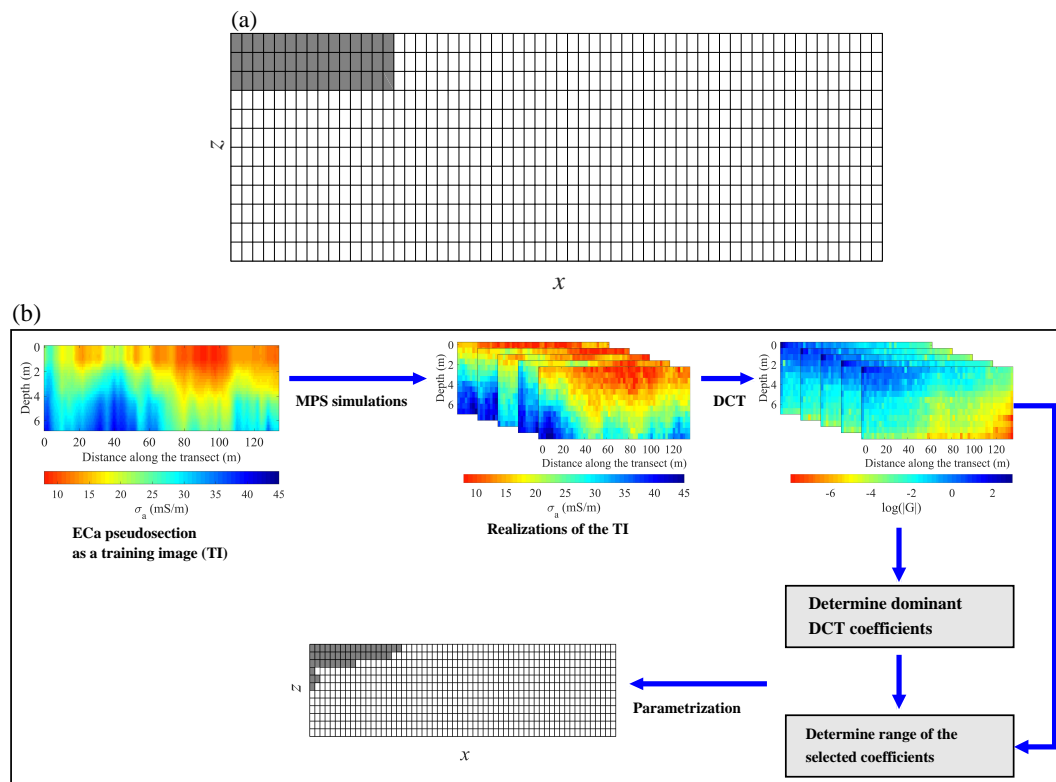 (a)
z
x
(b)
0
2
4
6
Depth (m)
0 20 40 60 80 100 120
Distance along the transect (m)
10 15 20 25 30 35 40 45
σa (mS/m)
ECa pseudosection
as a training image (TI)
MPS simulations
0
2
4
6
Depth (m)
0 20 40 60 80 100 120
Distance along the transect (m)
10 15 20 25 30 35 40 45
σa (mS/m)
Realizations of the TI
DCT
0
2
4
6
Depth (m)
0 20 40 60 80 100 120
Distance along the transect (m)
-6 -4 -2 0 2
log(|G|)
Determine dominant
DCT coefficients
Determine range of the
selected coefficients
Parametrization
z
x